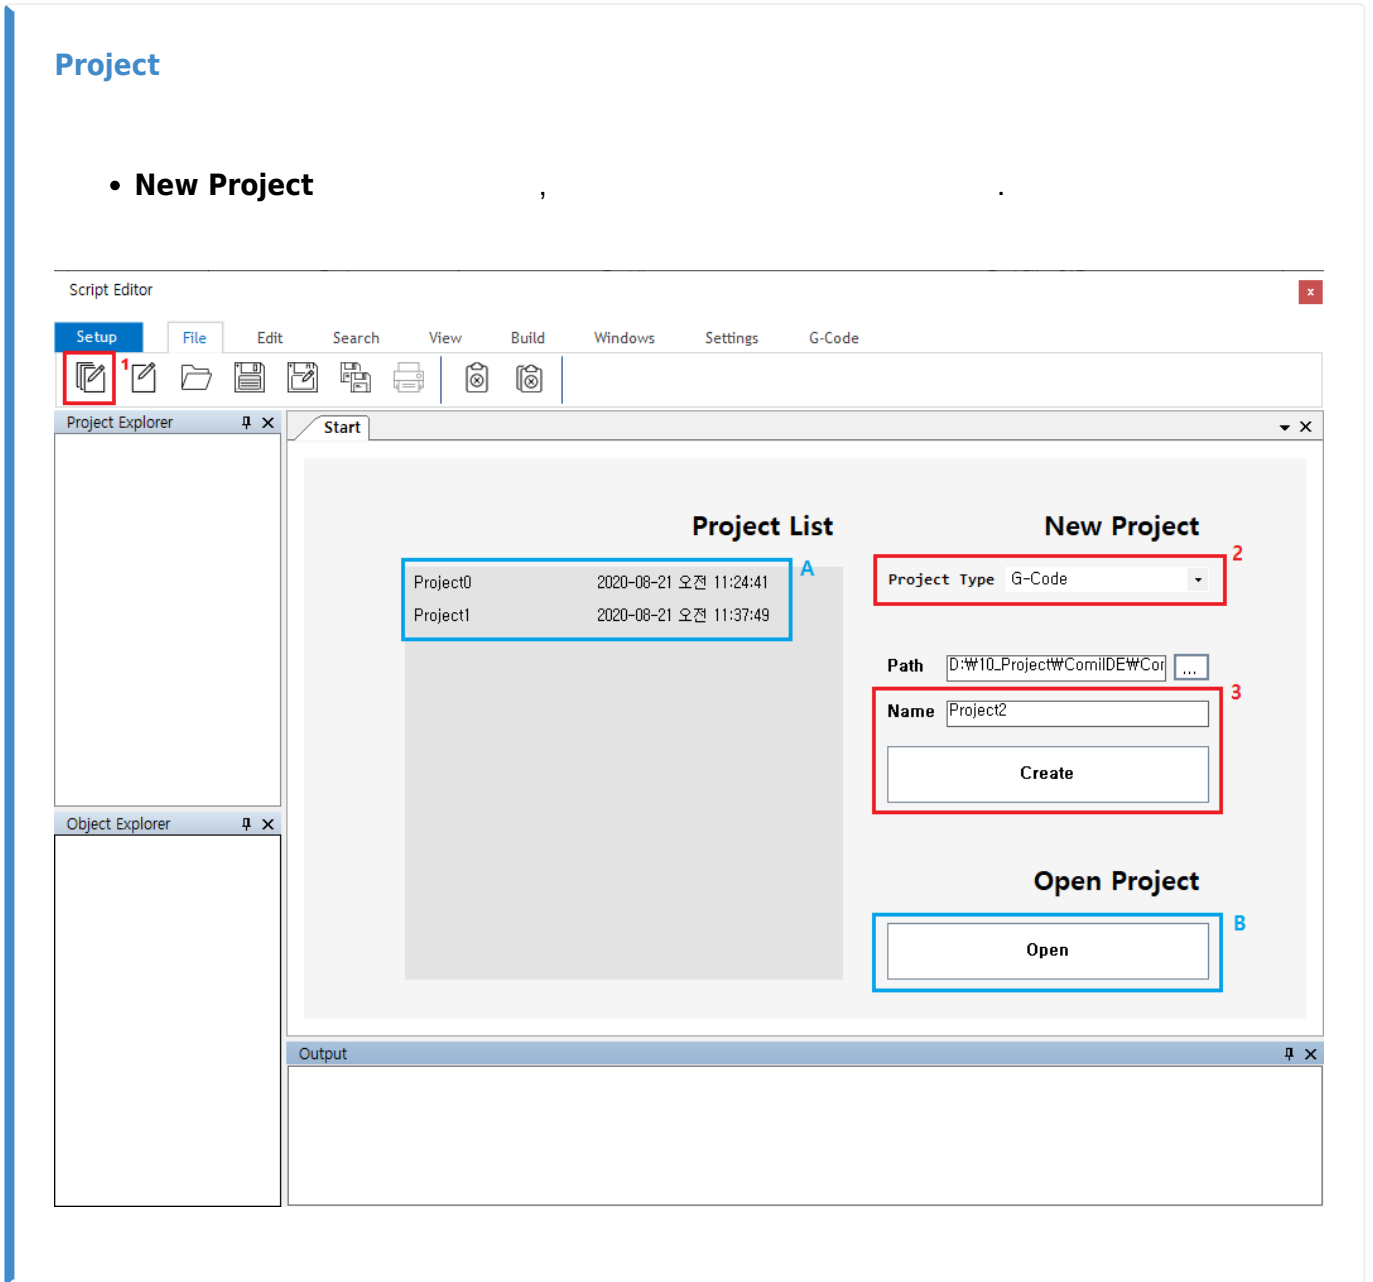 Project
• New Project , .
Script Editor
x
Setup File Edit Search View Build Windows Settings G-Code
1
Project Explorer
Start
Project List
New Project
A
2
Project0 2020-08-21 오전 11:24:41
Project1 2020-08-21 오전 11:37:49
Project Type G-Code
Path D:₩10_Project₩ComiIDE₩Cor ...
3
Name Project2
Create
Object Explorer
Open Project
B
Open
Output